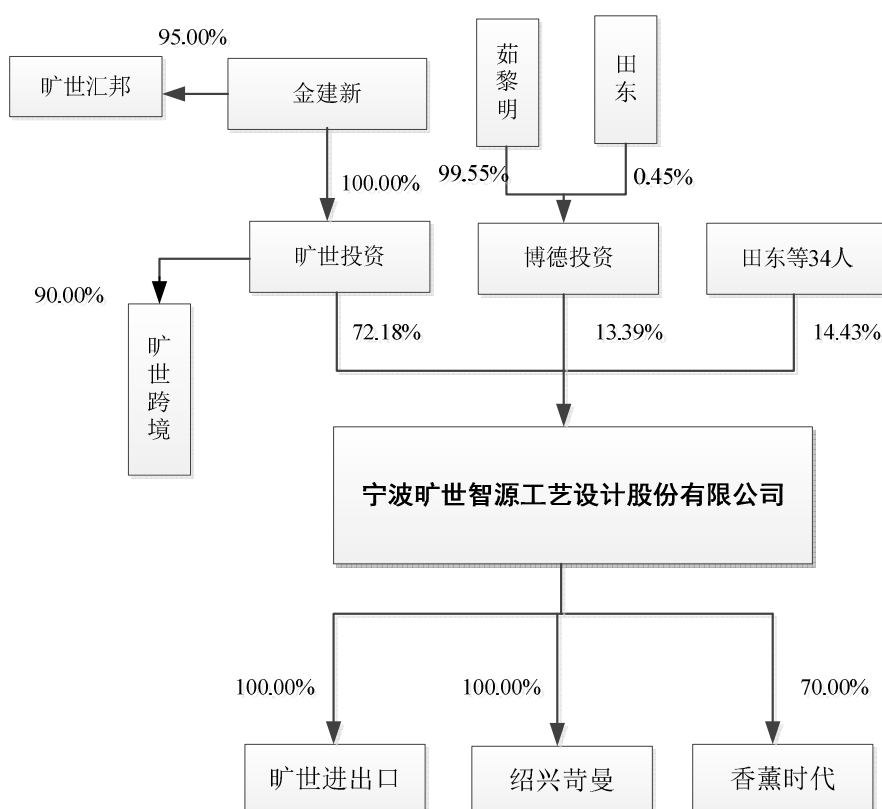 95.00%
旷世汇邦
金建新
茹黎明
田东
100.00%
99.55%
0.45%
旷世投资
博德投资
田东等34人
90.00%
72.18%
13.39%
14.43%
旷世跨境
宁波旷世智源工艺设计股份有限公司
100.00%
100.00%
70.00%
旷世进出口
绍兴苛曼
香薰时代